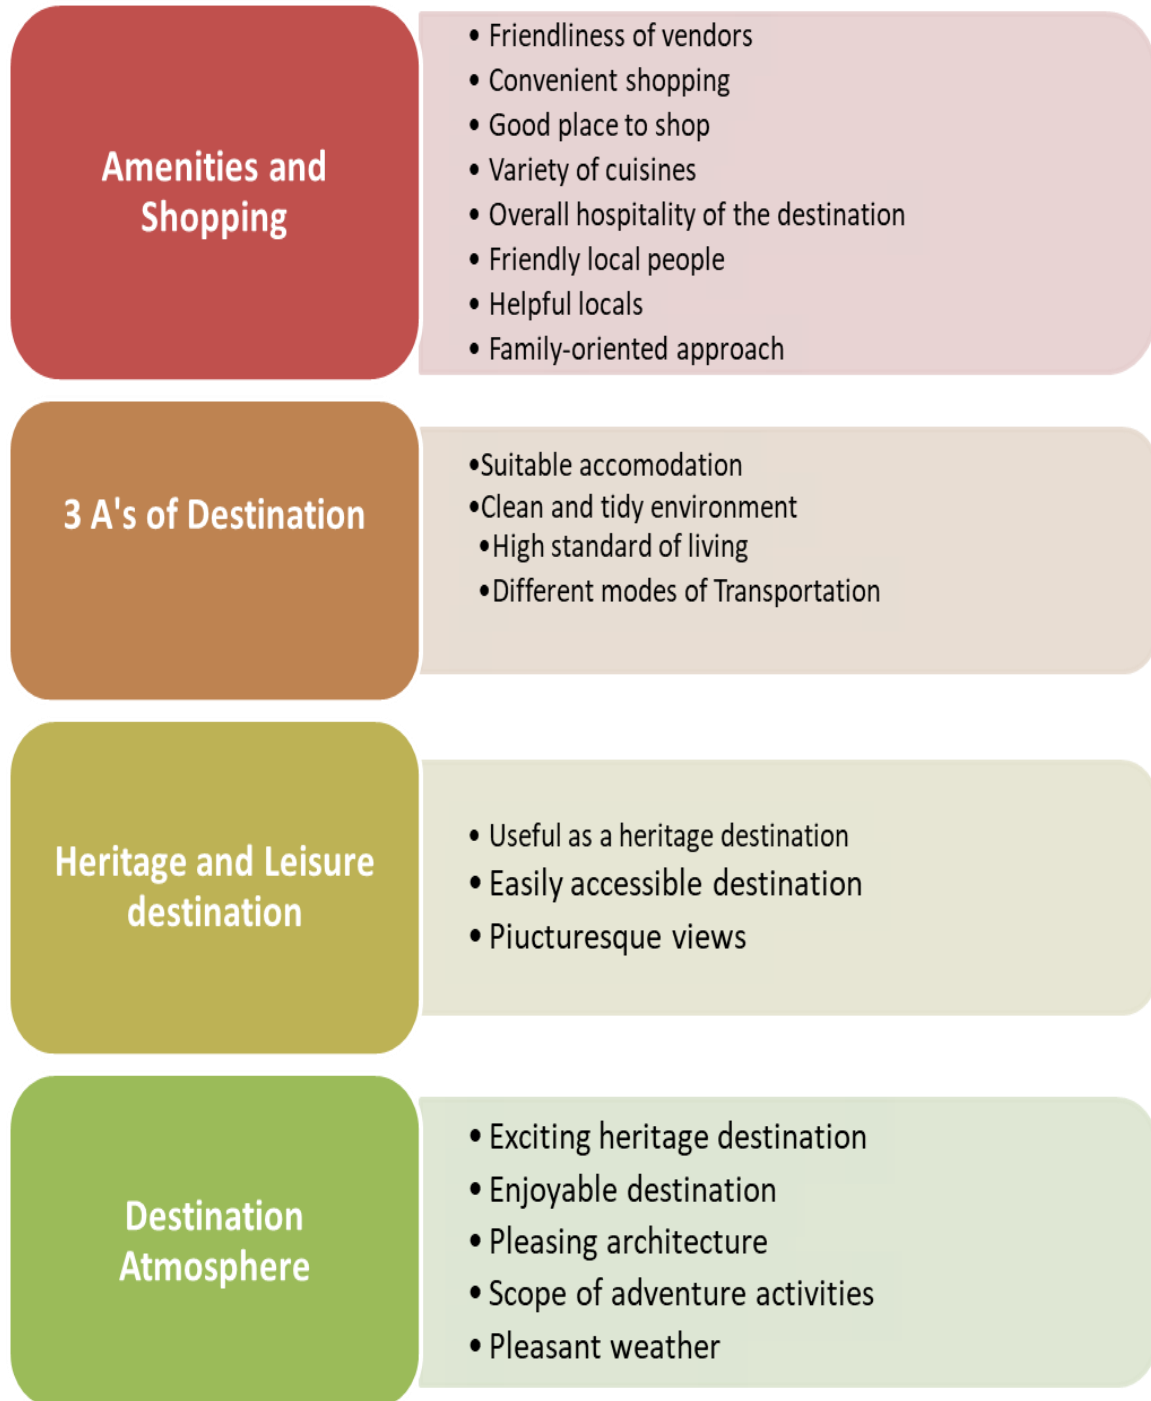 Amenities and
Shopping
• Friendliness of vendors
• Convenient shopping
• Good place to shop
• Variety of cuisines
• Overall hospitality of the destination
• Friendly local people
• Helpful locals
• Family-oriented approach
3 A's of Destination
•Suitable accomodation
•Clean and tidy environment
•High standard of living
•Different modes of Transportation
Heritage and Leisure
destination
• Useful as a heritage destination
• Easily accessible destination
• Piucturesque views
Destination
Atmosphere
• Exciting heritage destination
• Enjoyable destination
• Pleasing architecture
• Scope of adventure activities
• Pleasant weather